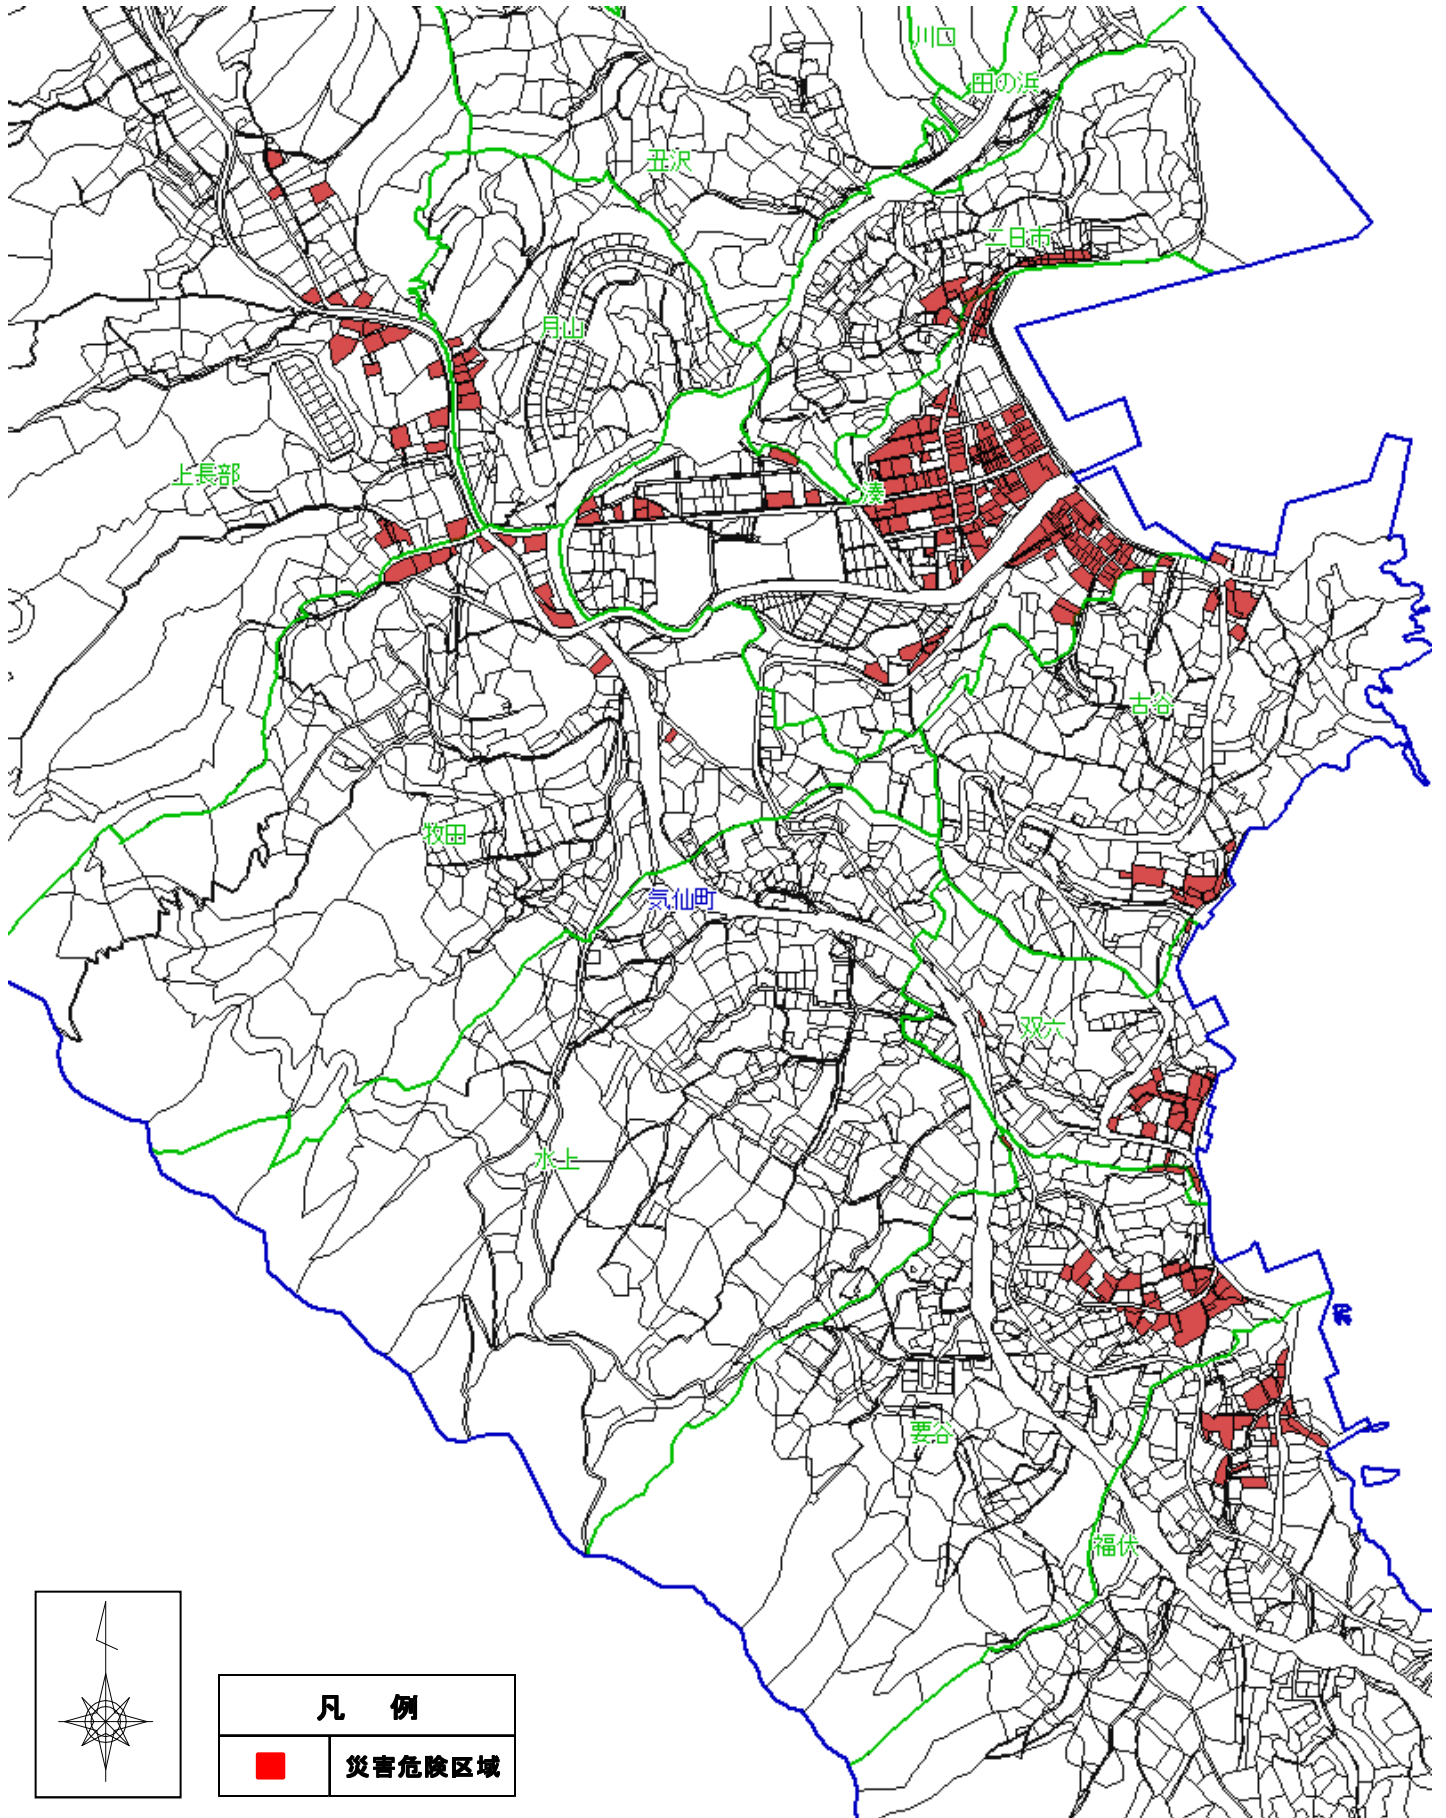 川口
田の浜
丑沢
二日市
月山
上長部
湊
古谷
牧田
気仙町
双六
水上
要谷
福伏
凡 例
災害危険区域